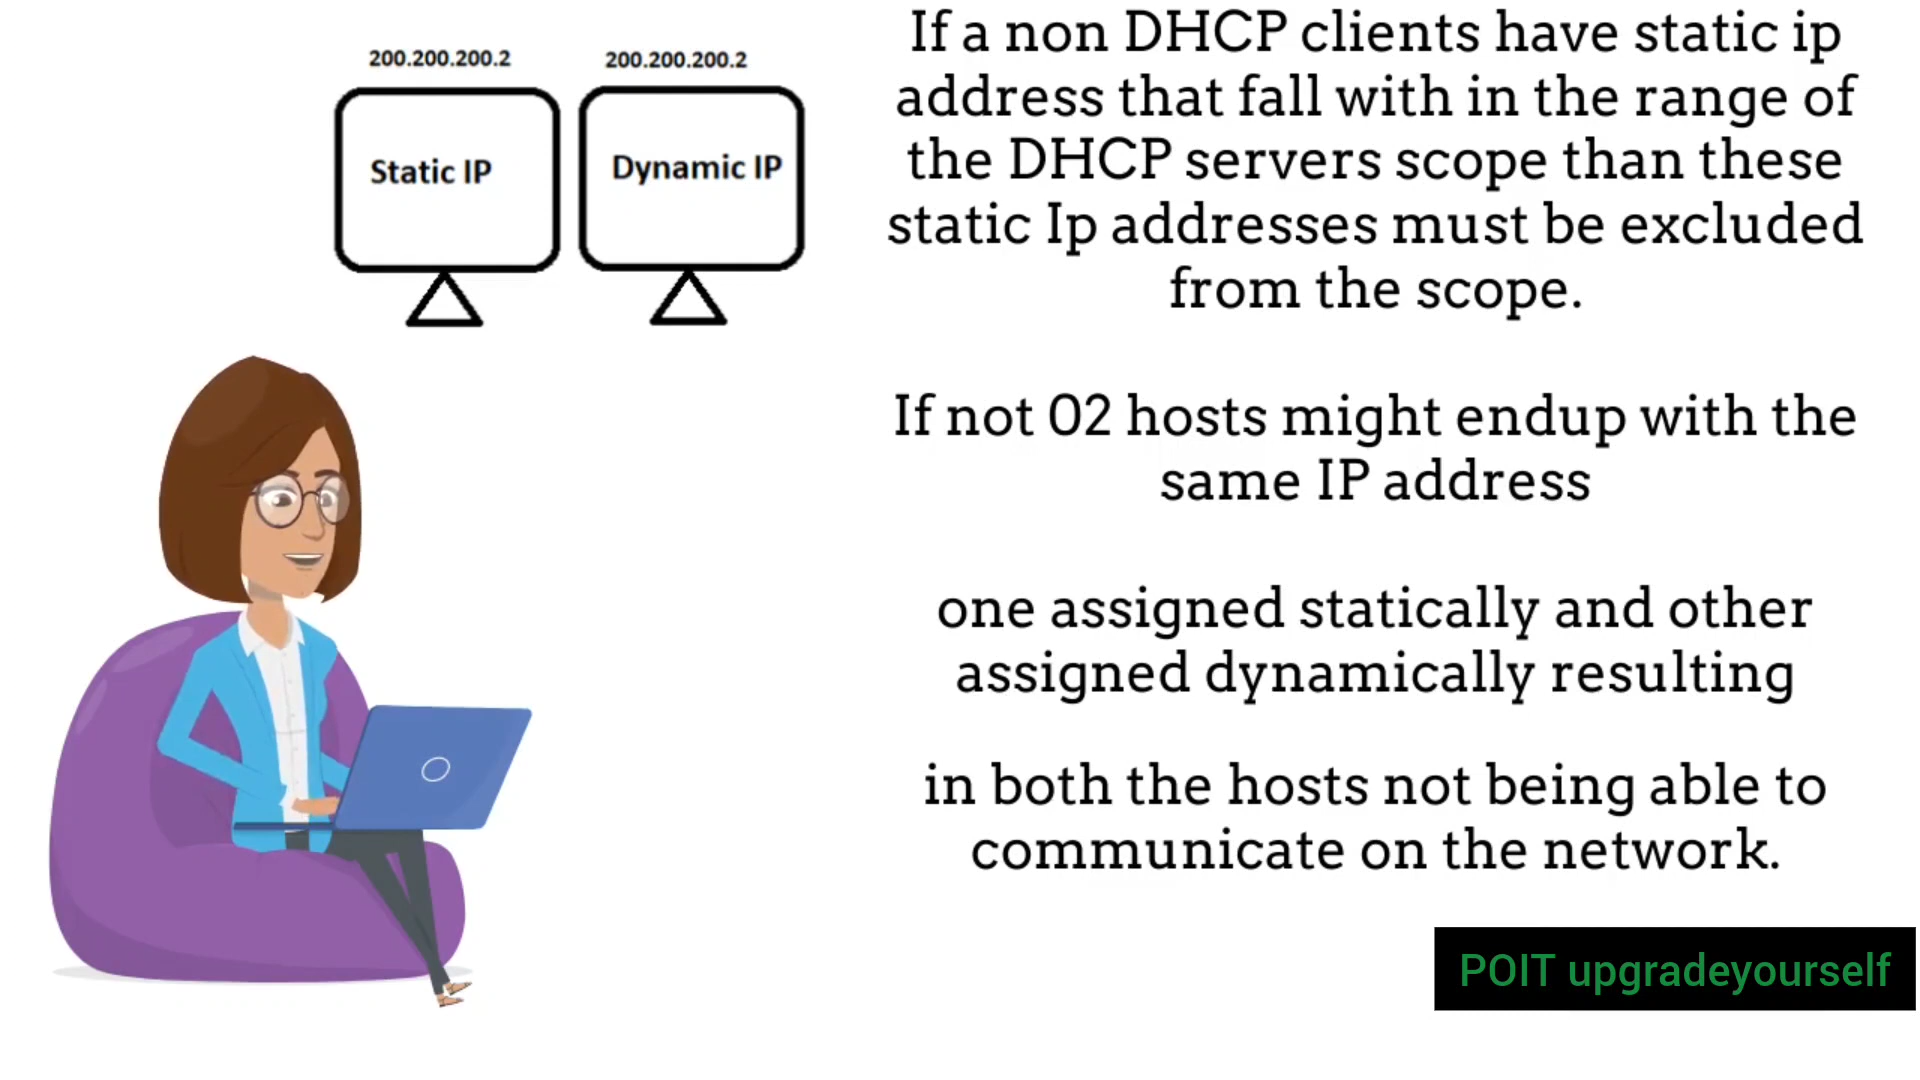 200.200.200.2
200.200.200.2
Static IP
Dynamic IP
If a non DHCP clients have static ip
address that fall with in the range of
the DHCP servers scope than these
static Ip addresses must be excluded
from the scope.
If not 02 hosts might endup with the
same IP address
one assigned statically and other
assigned dynamically resulting
in both the hosts not being able to
communicate on the network.
POIT upgradeyourself